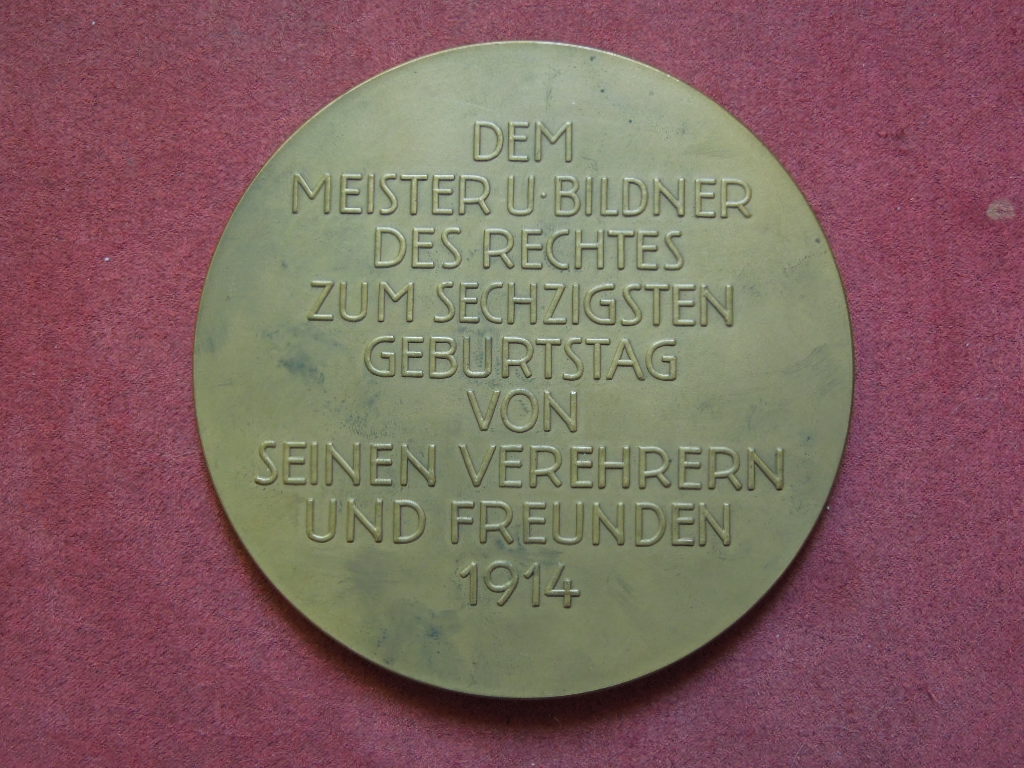 DEM
MEISTER U·BILDNER
DES RECHTES
ZUM SECHZIGSTEN
GEBURTSTAG
VON
SEINEN VEREHRERN
UND FREUNDEN
1914